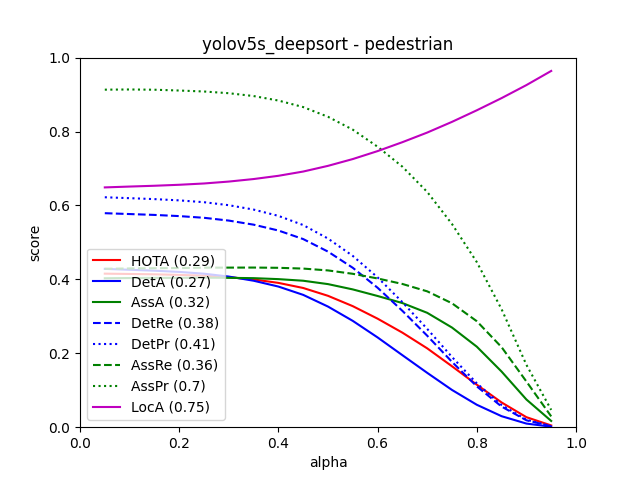 yolov5s_deepsort - pedestrian
1.0
0.8
0.6
0.4
0.2
0.0
score
HOTA (0.29)
DetA (0.27)
AssA (0.32)
DetRe (0.38)
DetPr (0.41)
AssRe (0.36)
AssPr (0.7)
LocA (0.75)
0.0 0.2 0.4 0.6 0.8 1.0
alpha